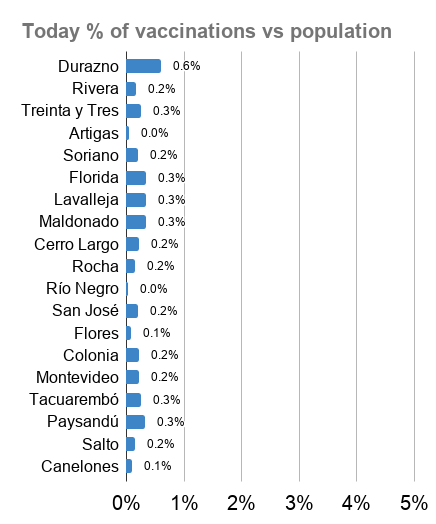 Today % of vaccinations vs population
Durazno 0.6%
Rivera 0.2%
Treinta y Tres 0.3%
Artigas 0.0%
Soriano 0.2%
Florida 0.3%
Lavalleja 0.3%
Maldonado 0.3%
Cerro Largo 0.2%
Rocha 0.2%
Río Negro 0.0%
San José 0.2%
Flores 0.1%
Colonia 0.2%
Montevideo 0.2%
Tacuarembó 0.3%
Paysandú 0.3%
Salto 0.2%
Canelones 0.1%
0% 1% 2% 3% 4% 5%